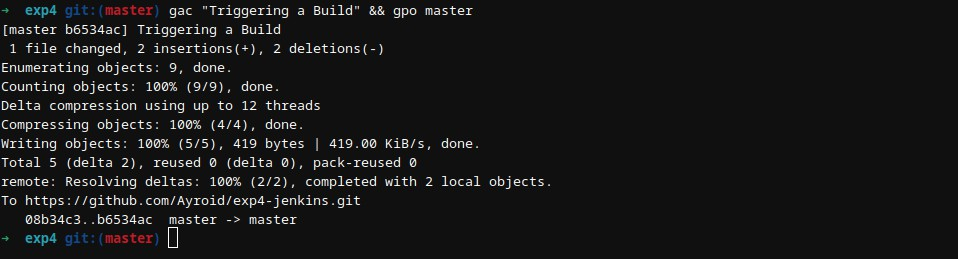 → exp4 git:(master) gac "Triggering a Build" && gpo master
[master b6534ac] Triggering a Build
 1 file changed, 2 insertions(+), 2 deletions(-)
Enumerating objects: 9, done.
Counting objects: 100% (9/9), done.
Delta compression using up to 12 threads
Compressing objects: 100% (4/4), done.
Writing objects: 100% (5/5), 419 bytes | 419.00 KiB/s, done.
Total 5 (delta 2), reused 0 (delta 0), pack-reused 0
remote: Resolving deltas: 100% (2/2), completed with 2 local objects.
To https://github.com/Ayroid/exp4-jenkins.git
   08b34c3..b6534ac  master -> master
→ exp4 git:(master)